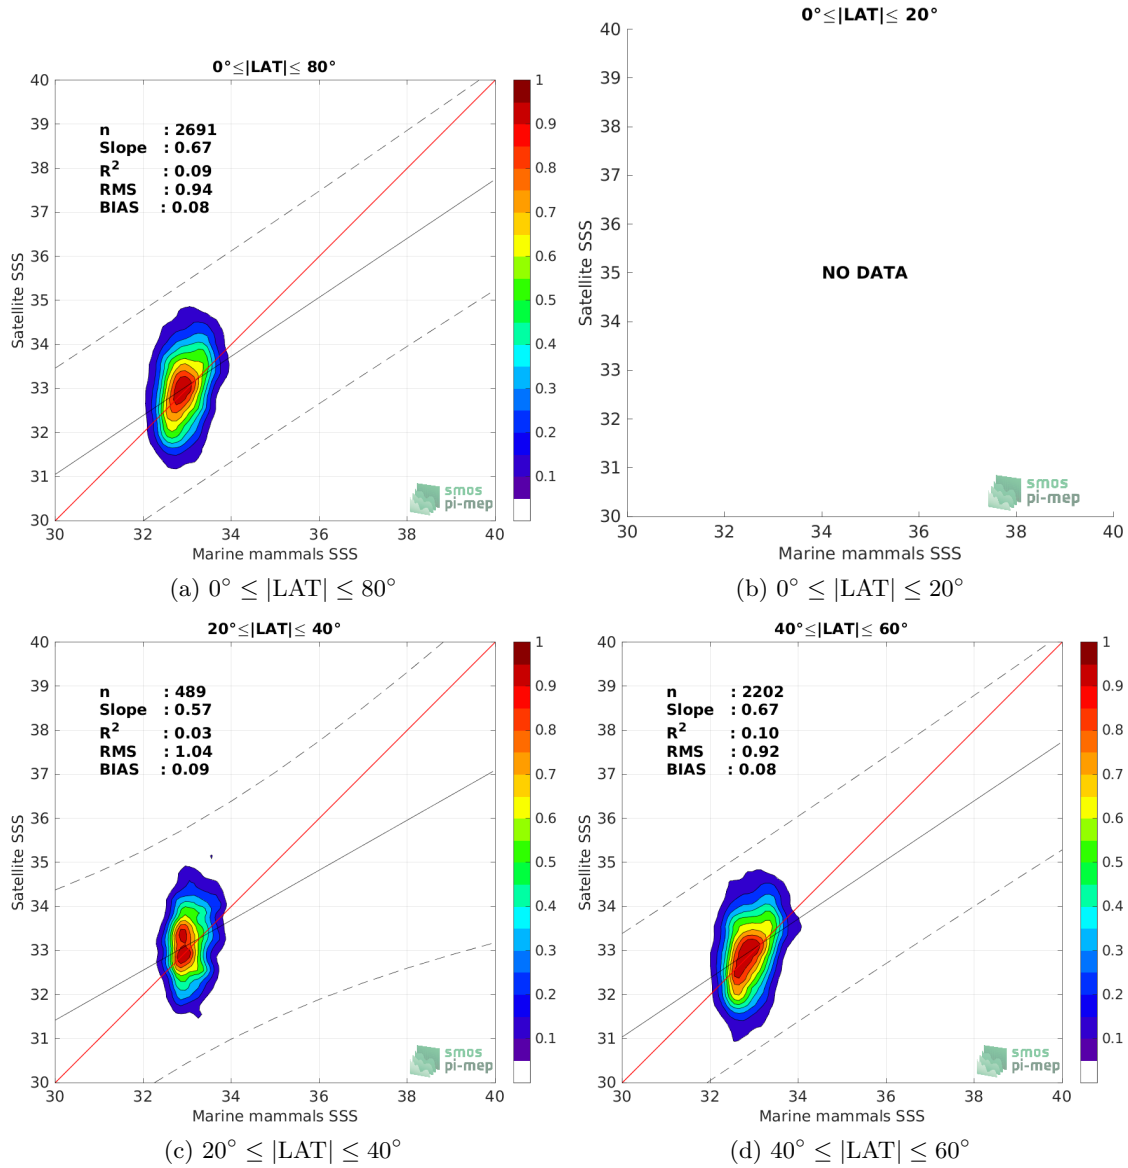 0°≤|LAT|≤ 80°
40
39
38
37
36
35
34
33
32
31
30
Satellite SSS
n : 2691
Slope : 0.67
R² : 0.09
RMS : 0.94
BIAS : 0.08
smos
pi-mep
30 32 34 36 38 40
Marine mammals SSS
1
0.9
0.8
0.7
0.6
0.5
0.4
0.3
0.2
0.1
(a) 0° ≤ |LAT| ≤ 80°
0°≤|LAT|≤ 20°
40
39
38
37
36
35
34
33
32
31
30
Satellite SSS
NO DATA
smos
pi-mep
30 32 34 36 38 40
Marine mammals SSS
(b) 0° ≤ |LAT| ≤ 20°
20°≤|LAT|≤ 40°
40
39
38
37
36
35
34
33
32
31
30
Satellite SSS
n : 489
Slope : 0.57
R² : 0.03
RMS : 1.04
BIAS : 0.09
smos
pi-mep
30 32 34 36 38 40
Marine mammals SSS
1
0.9
0.8
0.7
0.6
0.5
0.4
0.3
0.2
0.1
(c) 20° ≤ |LAT| ≤ 40°
40°≤|LAT|≤ 60°
40
39
38
37
36
35
34
33
32
31
30
Satellite SSS
n : 2202
Slope : 0.67
R² : 0.10
RMS : 0.92
BIAS : 0.08
smos
pi-mep
30 32 34 36 38 40
Marine mammals SSS
1
0.9
0.8
0.7
0.6
0.5
0.4
0.3
0.2
0.1
(d) 40° ≤ |LAT| ≤ 60°